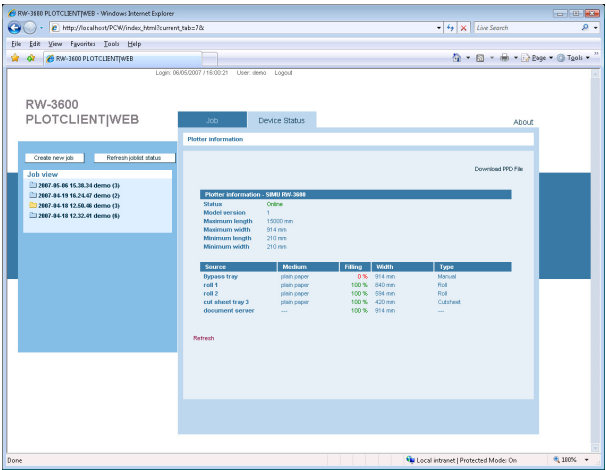 RW-3600 PLOTCLIENT|WEB - Windows Internet Explorer
http://localhost/PCW/index_html?current_tab=7&
Live Search
File Edit View Favorites Tools Help
RW-3600 PLOTCLIENT|WEB
Page Tools
Login: 06/05/2007 / 16:00:21 User: demo Logout
RW-3600
PLOTCLIENT|WEB
Job Device Status About
Plotter information
Create new job Refresh joblist status
Download PPD File
Job view
2007-05-06 15.38.34 demo (3)
2007-04-19 16.24.47 demo (2)
2007-04-18 12.50.46 demo (3)
2007-04-18 12.32.41 demo (6)
Plotter information - SIMU RW-3600
Status Online
Model version 1
Maximum length 15000 mm
Maximum width 914 mm
Minimum length 210 mm
Minimum width 210 mm
Source Medium Filling Width Type
Bypass tray plain paper 0 % 914 mm Manual
roll 1 plain paper 100 % 840 mm Roll
roll 2 plain paper 100 % 594 mm Roll
cut sheet tray 3 plain paper 100 % 420 mm Cutsheet
document server --- 100 % 914 mm ---
Refresh
Done Local intranet | Protected Mode: On 100%